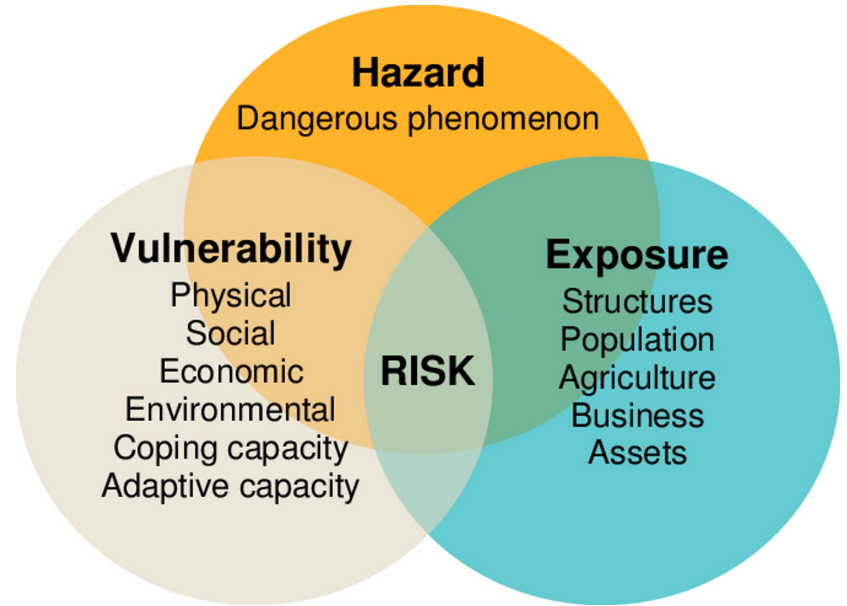 Hazard
Dangerous phenomenon
Vulnerability
Physical
Social
Economic
Environmental
Coping capacity
Adaptive capacity
RISK
Exposure
Structures
Population
Agriculture
Business
Assets